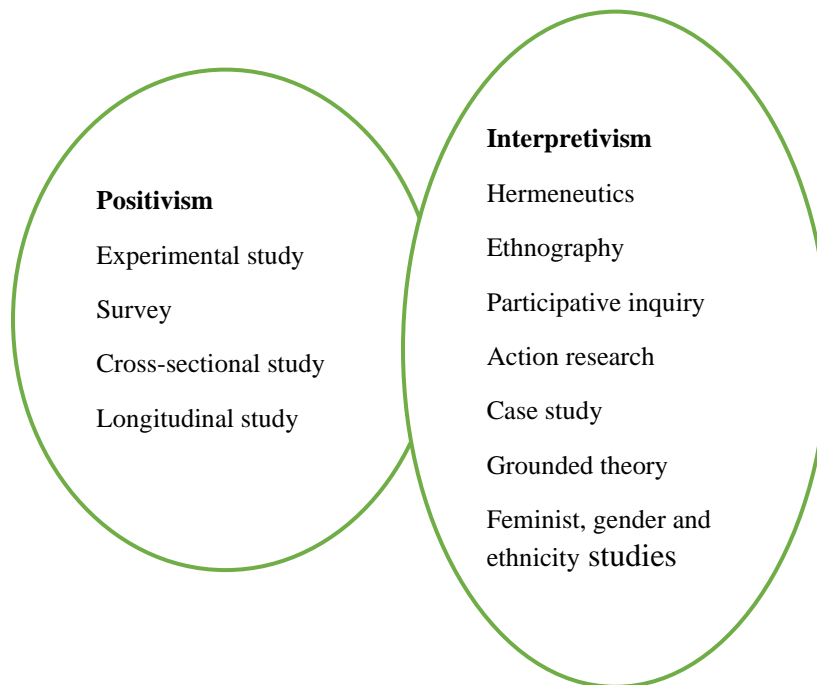 Positivism
Experimental study
Survey
Cross-sectional study
Longitudinal study
Interpretivism
Hermeneutics
Ethnography
Participative inquiry
Action research
Case study
Grounded theory
Feminist, gender and
ethnicity studies